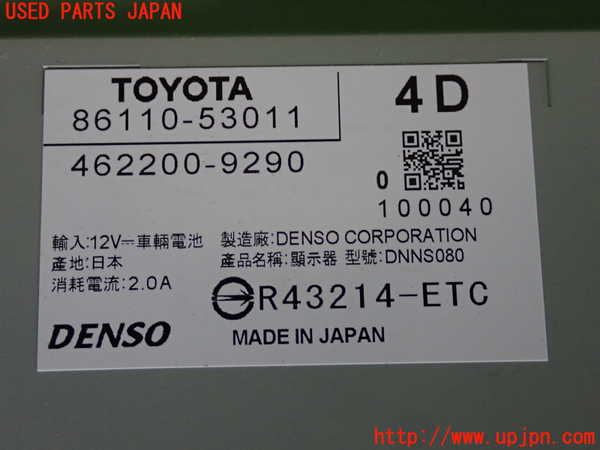 USED PARTS JAPAN
TOYOTA
86110-53011
4D
462200-9290
0
100040
輸入:12V⎓車輛電池
製造廠:DENSO CORPORATION
產地:日本
產品名稱:顯示器 型號:DNNS080
消耗電流:2.0A
R43214-ETC
DENSO
MADE IN JAPAN
http://www.upjpn.com/